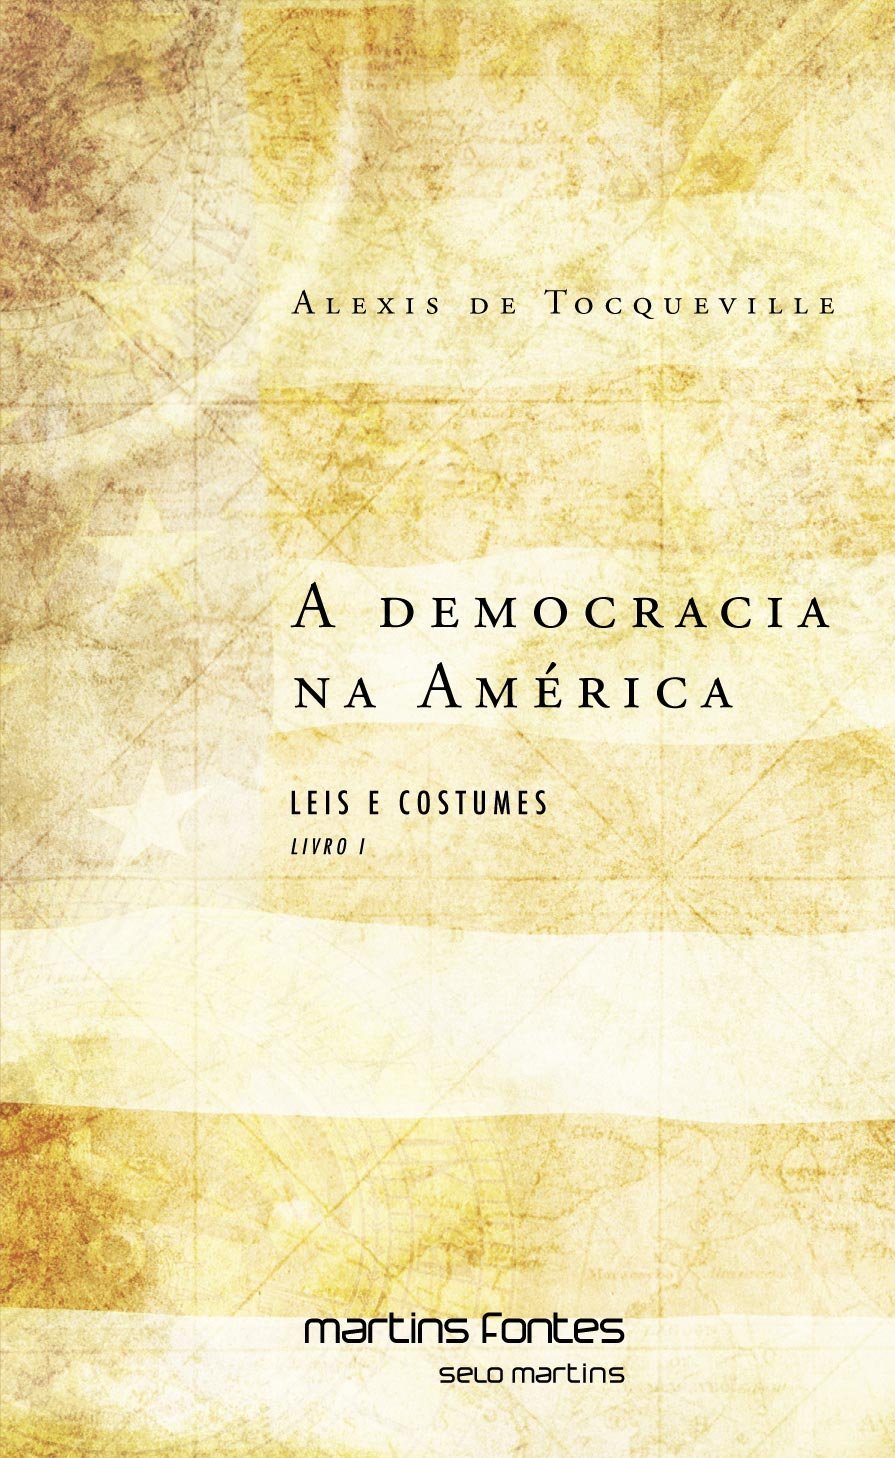 Alexis de Tocqueville
A democracia
na América
LEIS E COSTUMES
LIVRO I
martins fontes
selo martins